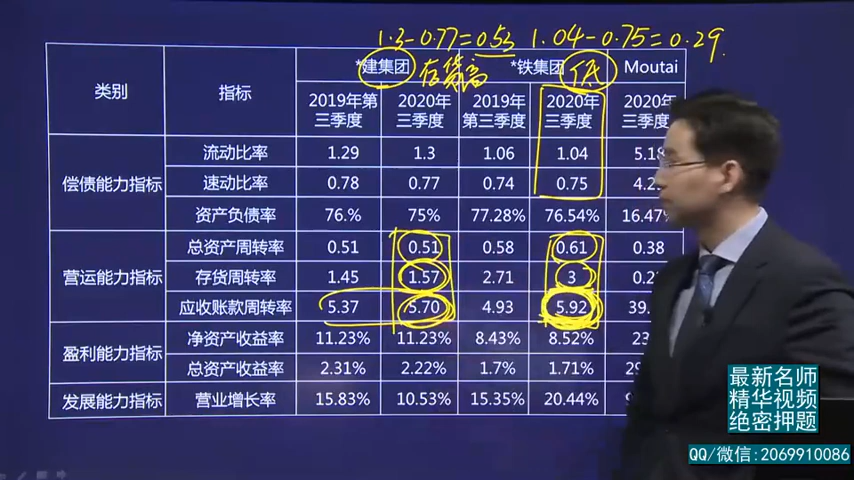 1.3-0.77=0.53 1.04-0.75=0.29
*建集团 存货高 *铁集团 低 Moutai
类别 指标 2019年第三季度 2020年三季度 2019年第三季度 2020年三季度 2020年三季度
偿债能力指标 流动比率 1.29 1.3 1.06 1.04 5.18
速动比率 0.78 0.77 0.74 0.75 4.2
资产负债率 76.% 75% 77.28% 76.54% 16.47%
营运能力指标 总资产周转率 0.51 0.51 0.58 0.61 0.38
存货周转率 1.45 1.57 2.71 3 0.2
应收账款周转率 5.37 5.70 4.93 5.92 39.
盈利能力指标 净资产收益率 11.23% 11.23% 8.43% 8.52% 23
总资产收益率 2.31% 2.22% 1.7% 1.71% 29
发展能力指标 营业增长率 15.83% 10.53% 15.35% 20.44%
最新名师
精华视频
绝密押题
QQ/微信:2069910086